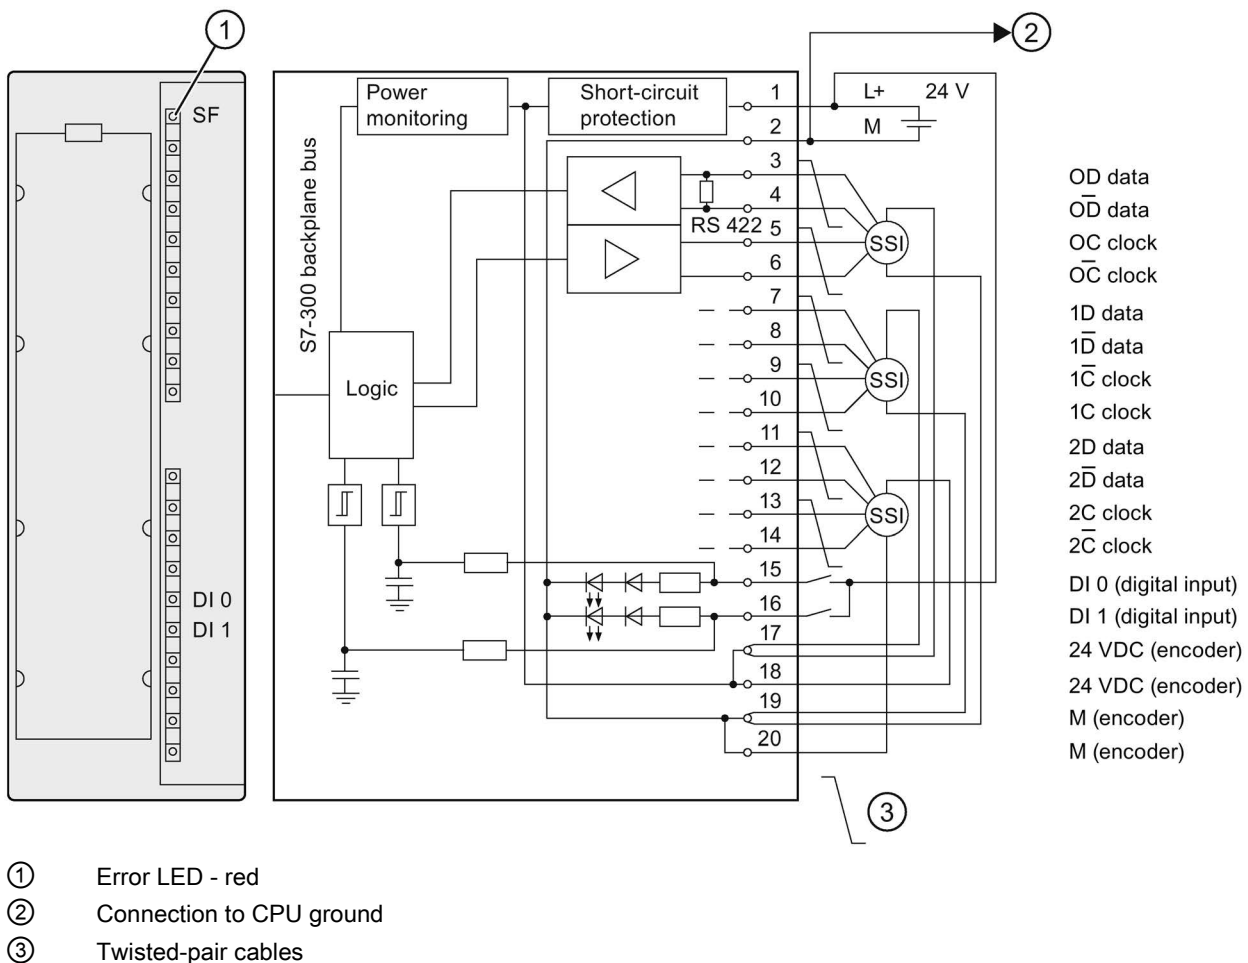 ①
②
SF
DI 0
DI 1
S7-300 backplane bus
Power
monitoring
Short-circuit
protection
Logic
RS 422
1
2
3
4
5
6
7
8
9
10
11
12
13
14
15
16
17
18
19
20
L+ 24 V
M
SSI
SSI
SSI
OD data
OD̅ data
OC clock
OC̅ clock
1D data
1D̅ data
1C̅ clock
1C clock
2D data
2D̅ data
2C clock
2C̅ clock
DI 0 (digital input)
DI 1 (digital input)
24 VDC (encoder)
24 VDC (encoder)
M (encoder)
M (encoder)
③
① Error LED - red
② Connection to CPU ground
③ Twisted-pair cables